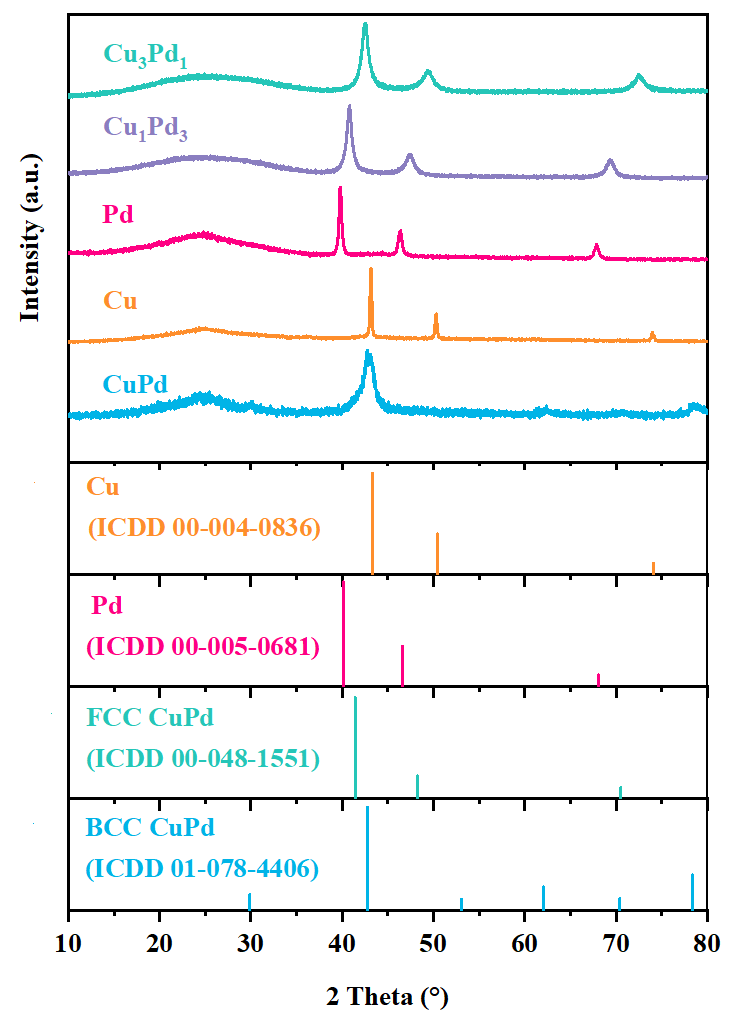 Cu₃Pd₁
Cu₁Pd₃
Pd
Cu
CuPd
Intensity (a.u.)
Cu
(ICDD 00-004-0836)
Pd
(ICDD 00-005-0681)
FCC CuPd
(ICDD 00-048-1551)
BCC CuPd
(ICDD 01-078-4406)
10 20 30 40 50 60 70 80
2 Theta (°)